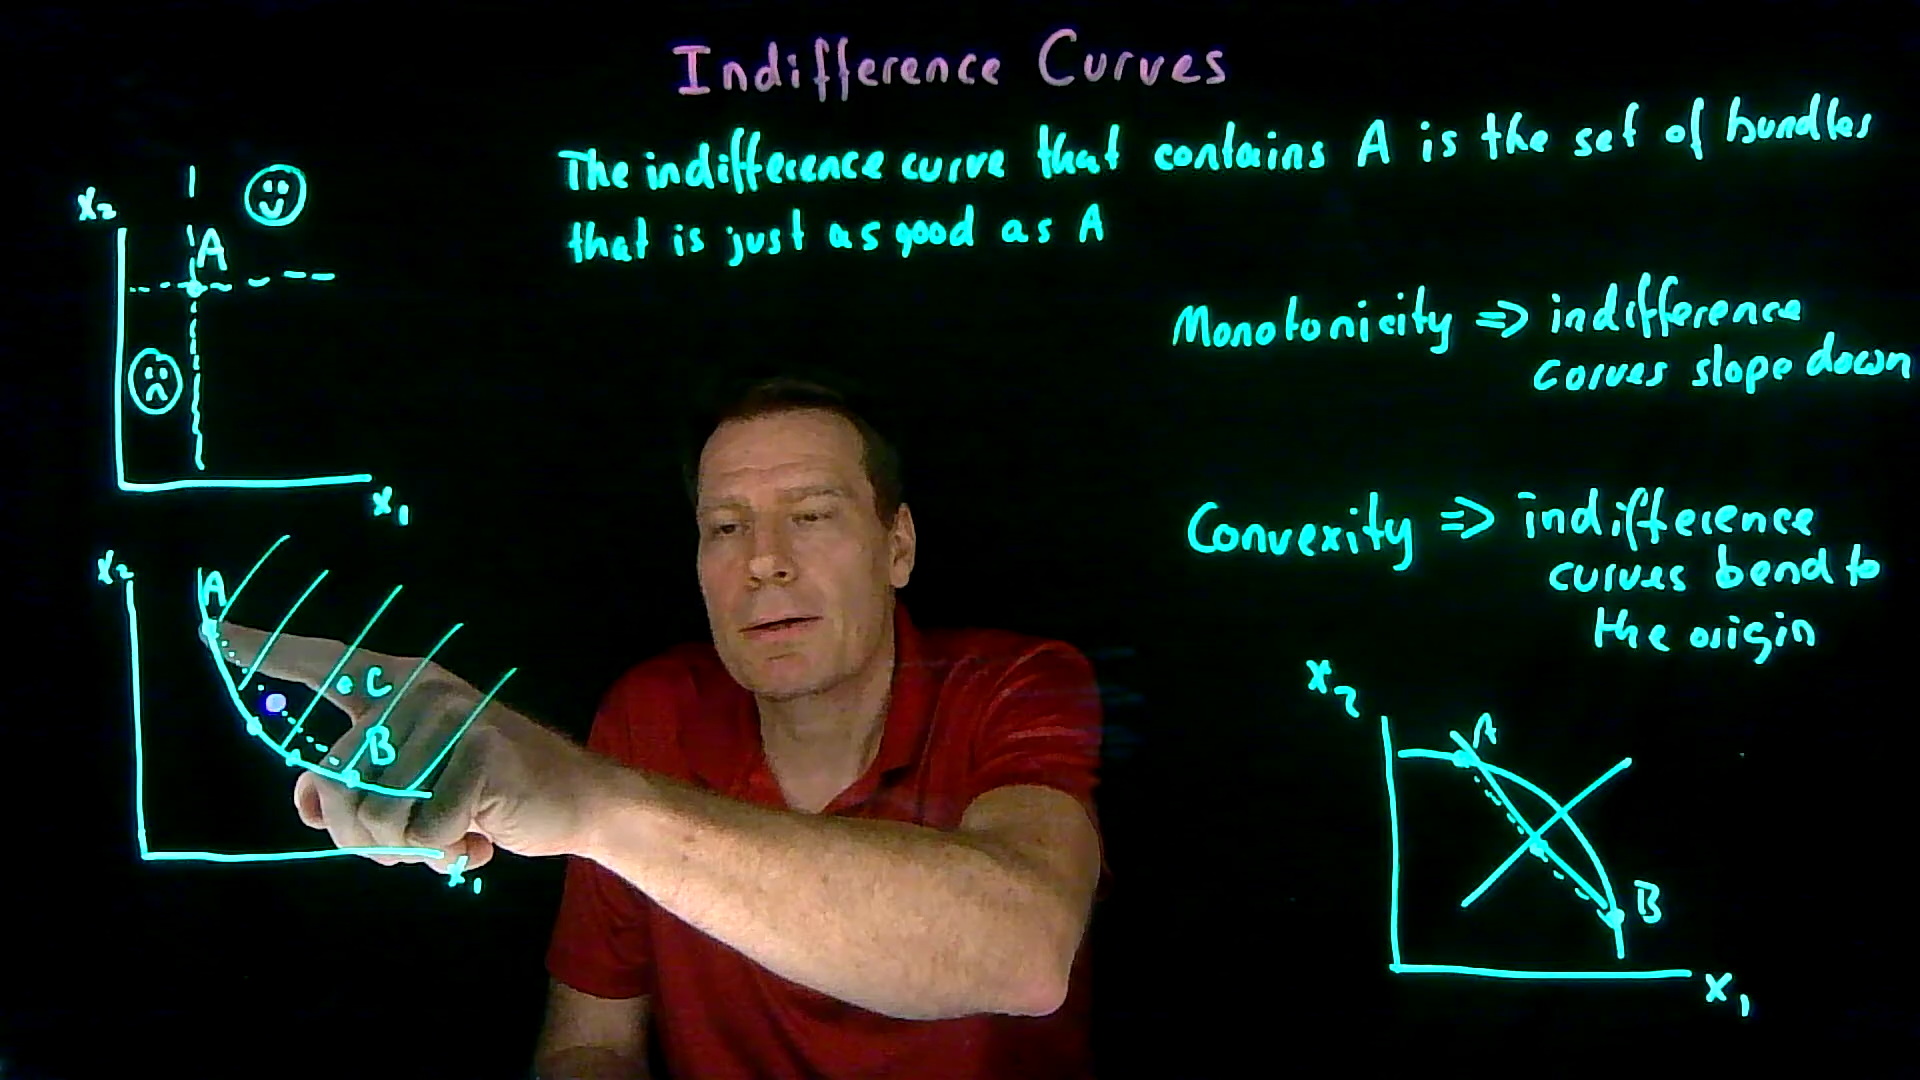 Indifference Curves
The indifference curve that contains A is the set of bundles
that is just as good as A
x₂
A
x₁
Monotonicity => indifference
corves slope down
Convexity => indifference
curves bend to
the origin
x₂
A
C
B
x₁
x₂
A
B
x₁